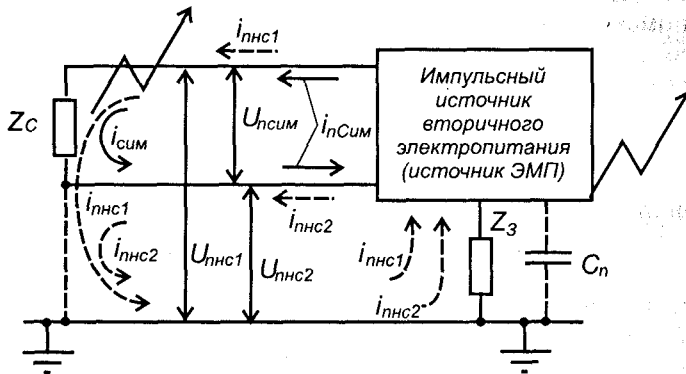 iпнс1
Импульсный
источник
вторичного
электропитания
(источник ЭМП)
Zс
iсим
Uпсим
iпСим
iпнс1
iпнс2
iпнс2
Uпнс1
Uпнс2
iпнс1
iпнс2
Zз
Cп